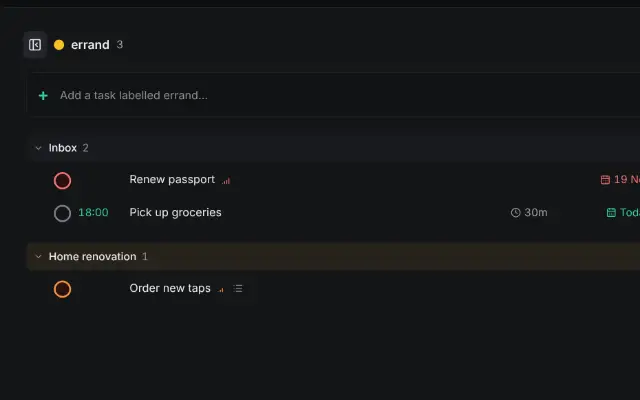 errand 3
Add a task labelled errand...
Inbox 2
Renew passport 19
18:00 Pick up groceries 30m
Home renovation 1
Order new taps